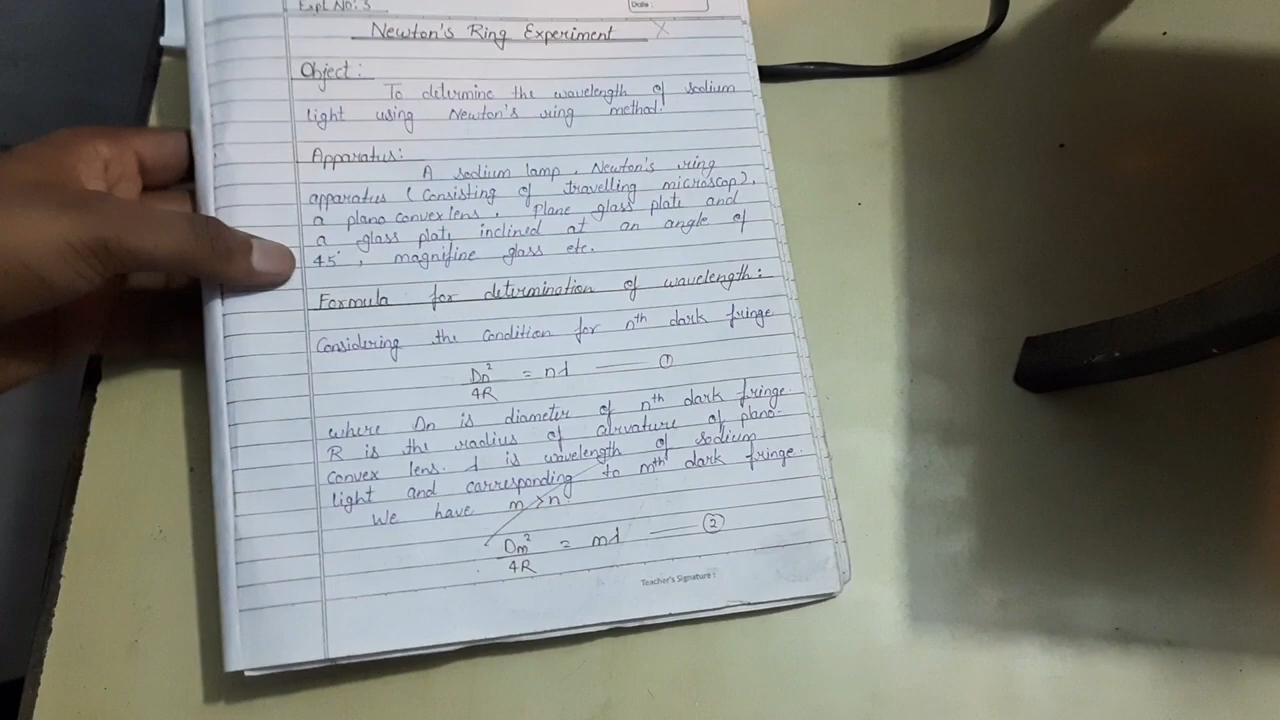 Expt. No: 3
Date :
Newton's Ring Experiment
Object :
To determine the wavelength of sodium
light using Newton's ring method.
Apparatus:
A sodium lamp, Newton's ring
apparatus (Consisting of travelling microscop),
a plano convex lens, Plane glass plate and
a glass plate inclined at an angle of
45°, magnifine glass etc.
Formula for determination of wavelength:
Considering the condition for nth dark fringe
Dn²/4R = nλ ——— ①
where Dn is diameter of nth dark fringe.
R is the radius of curvature of plano-
convex lens. λ is wavelength of sodium
light and carresponding to mth dark fringe.
We have m > n
Dm²/4R = mλ ——— ②
Teacher's Signature :